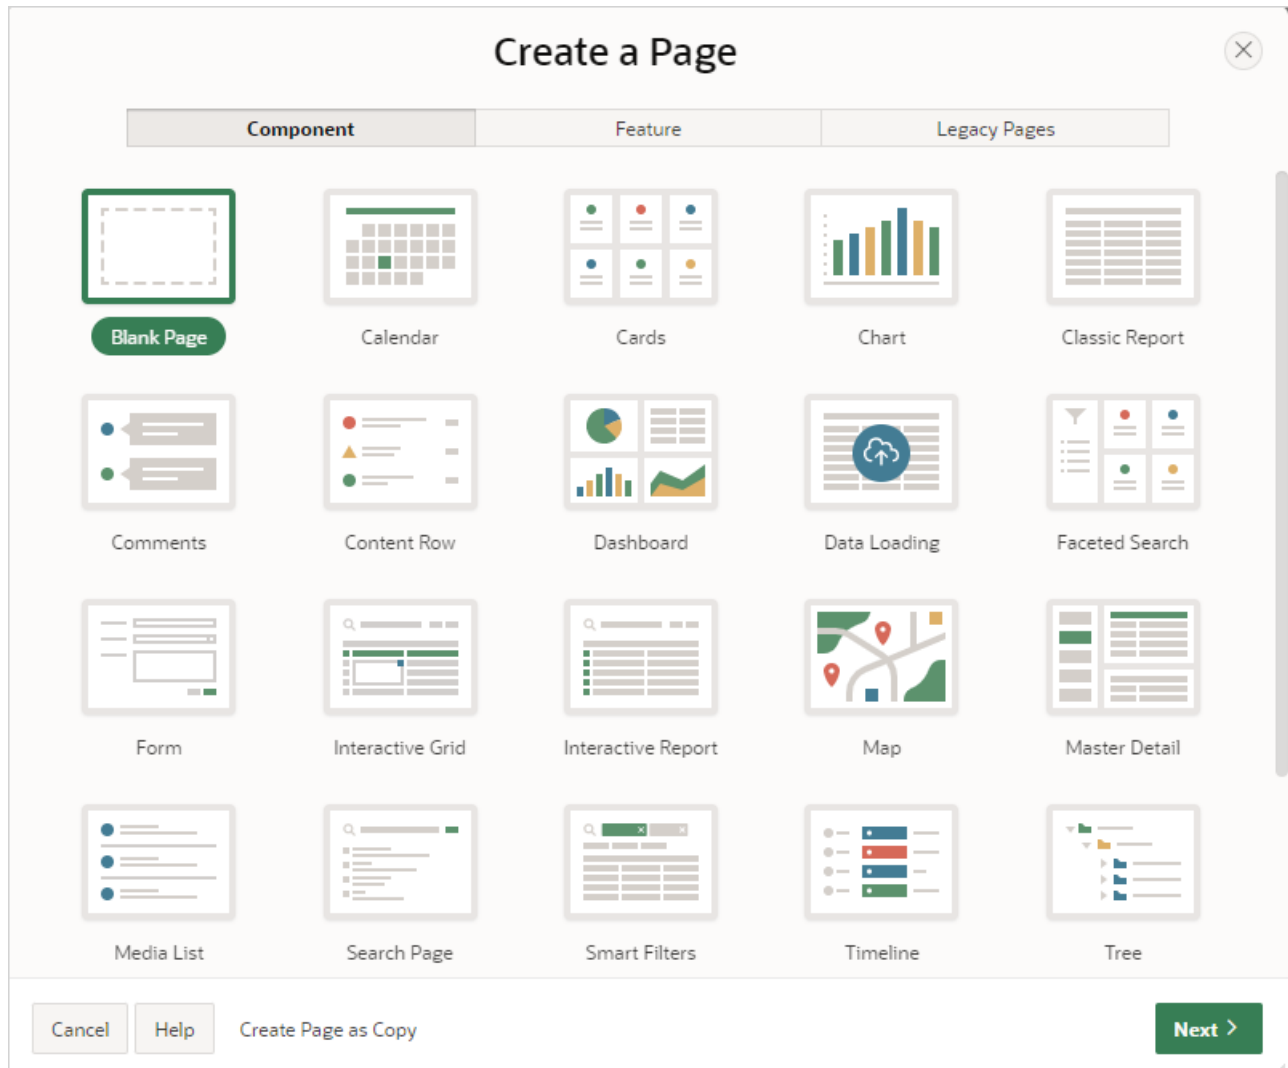 Create a Page
Component Feature Legacy Pages
Blank Page Calendar Cards Chart Classic Report
Comments Content Row Dashboard Data Loading Faceted Search
Form Interactive Grid Interactive Report Map Master Detail
Media List Search Page Smart Filters Timeline Tree
Cancel Help Create Page as Copy Next